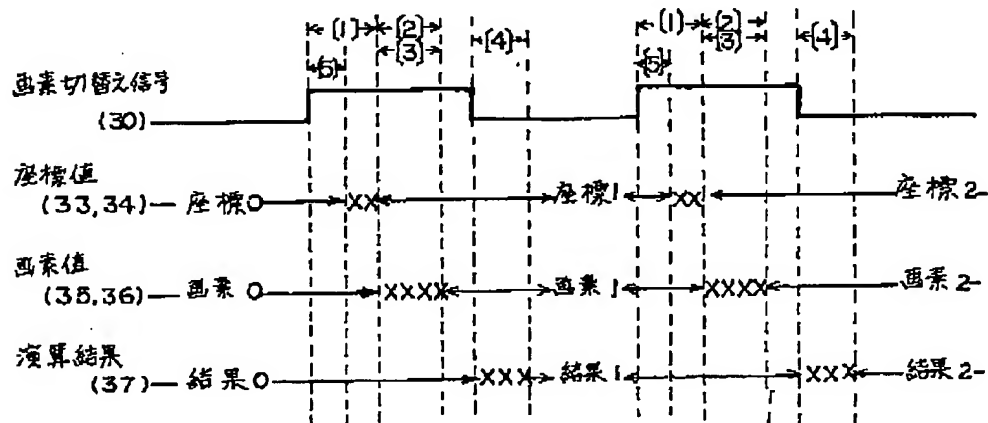 (1) (2) (1) (2)
(3) (4) (3) (4)
(5) (5)
画素切替え信号
(30)
座標値
(33,34) 座標0 XX 座標1 XX 座標2
画素値
(35,36) 画素0 XXXX 画素1 XXXX 画素2
演算結果
(37) 結果0 XXX 結果1 XXX 結果2